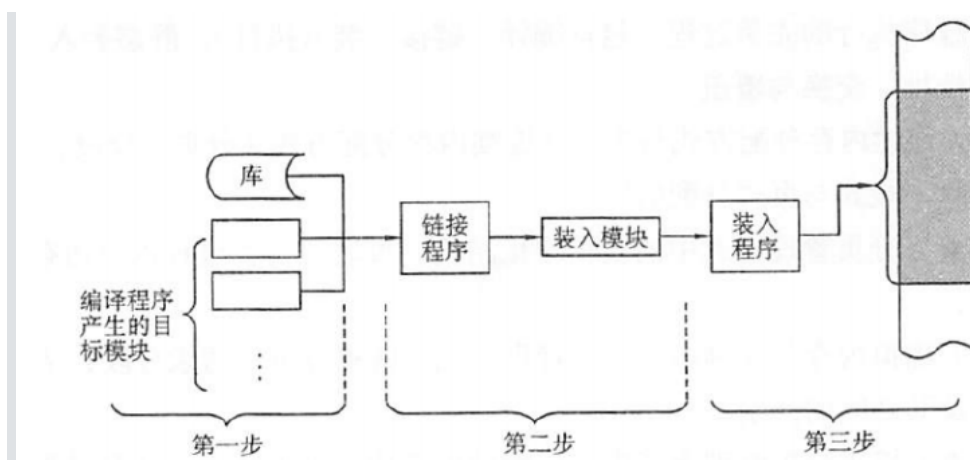 库
链接
程序
装入模块
装入
程序
编译程序
产生的目
标模块
⋮
第一步
第二步
第三步